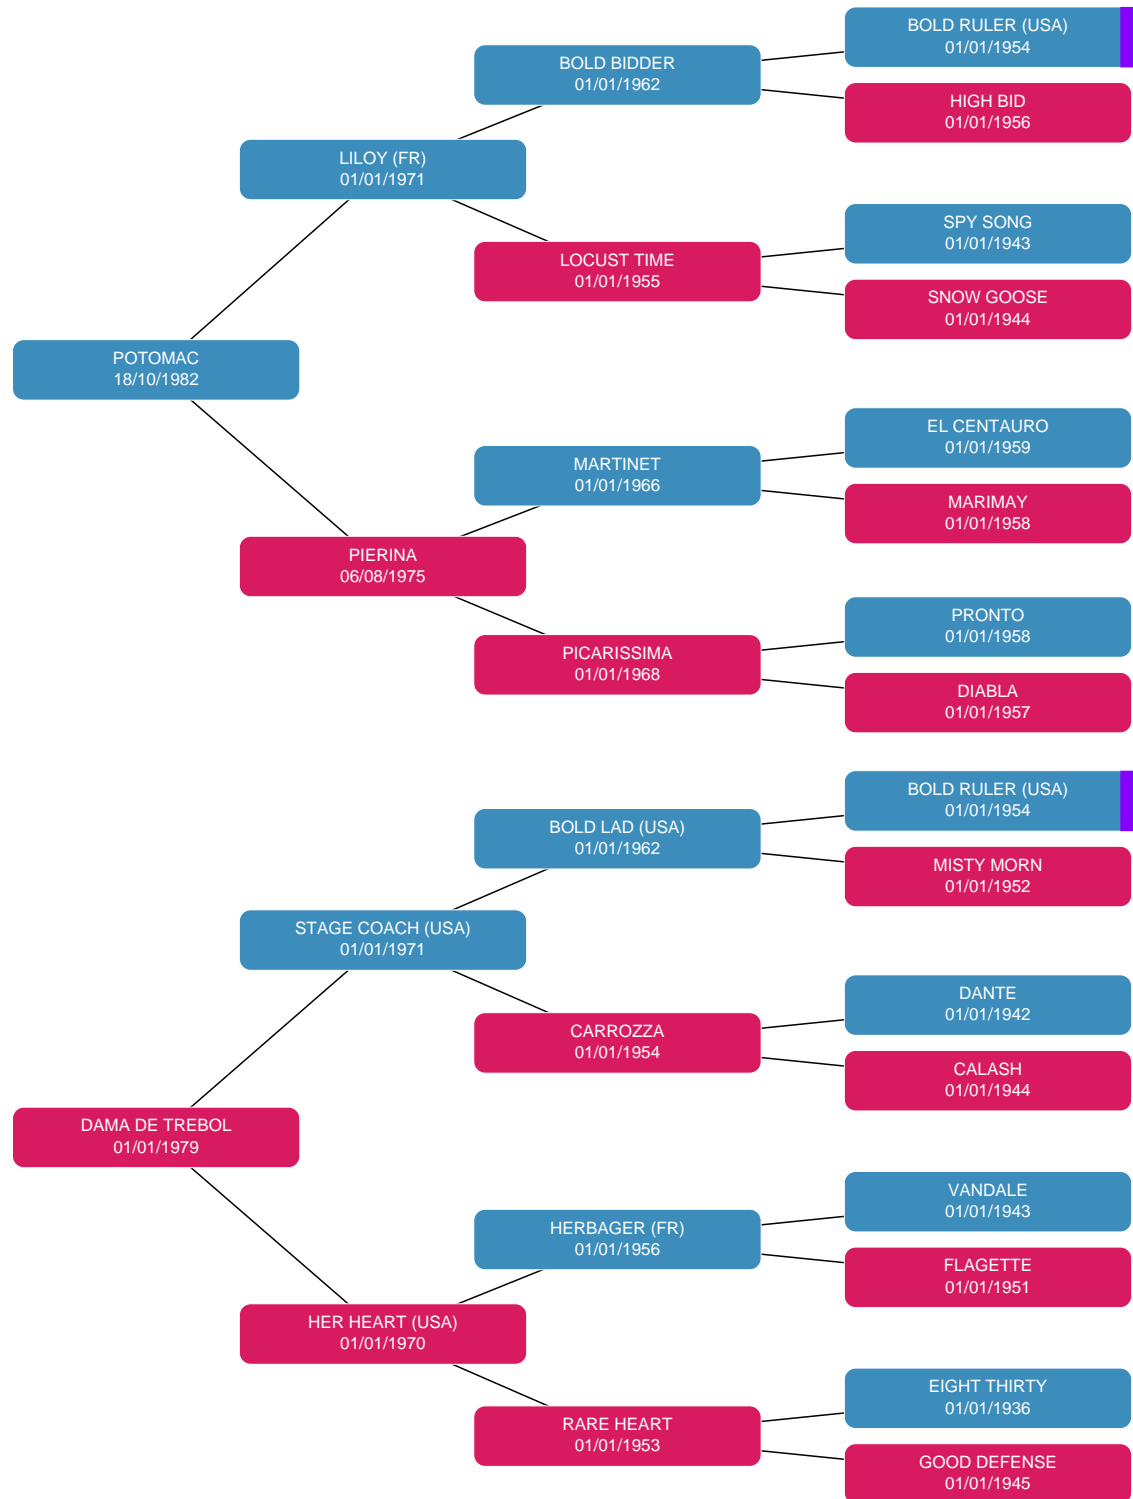 BOLD RULER (USA)
01/01/1954
BOLD BIDDER
01/01/1962
HIGH BID
01/01/1956
LILOY (FR)
01/01/1971
SPY SONG
01/01/1943
LOCUST TIME
01/01/1955
SNOW GOOSE
01/01/1944
POTOMAC
18/10/1982
EL CENTAURO
01/01/1959
MARTINET
01/01/1966
MARIMAY
01/01/1958
PIERINA
06/08/1975
PRONTO
01/01/1958
PICARISSIMA
01/01/1968
DIABLA
01/01/1957
BOLD RULER (USA)
01/01/1954
BOLD LAD (USA)
01/01/1962
MISTY MORN
01/01/1952
STAGE COACH (USA)
01/01/1971
DANTE
01/01/1942
CARROZZA
01/01/1954
CALASH
01/01/1944
DAMA DE TREBOL
01/01/1979
VANDALE
01/01/1943
HERBAGER (FR)
01/01/1956
FLAGETTE
01/01/1951
HER HEART (USA)
01/01/1970
EIGHT THIRTY
01/01/1936
RARE HEART
01/01/1953
GOOD DEFENSE
01/01/1945